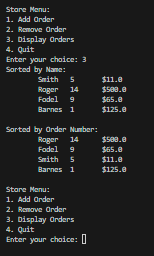 Store Menu:
1. Add Order
2. Remove Order
3. Display Orders
4. Quit
Enter your choice: 3
Sorted by Name:
Smith 5 $11.0
Roger 14 $500.0
Fodel 9 $65.0
Barnes 1 $125.0

Sorted by Order Number:
Roger 14 $500.0
Fodel 9 $65.0
Smith 5 $11.0
Barnes 1 $125.0

Store Menu:
1. Add Order
2. Remove Order
3. Display Orders
4. Quit
Enter your choice: